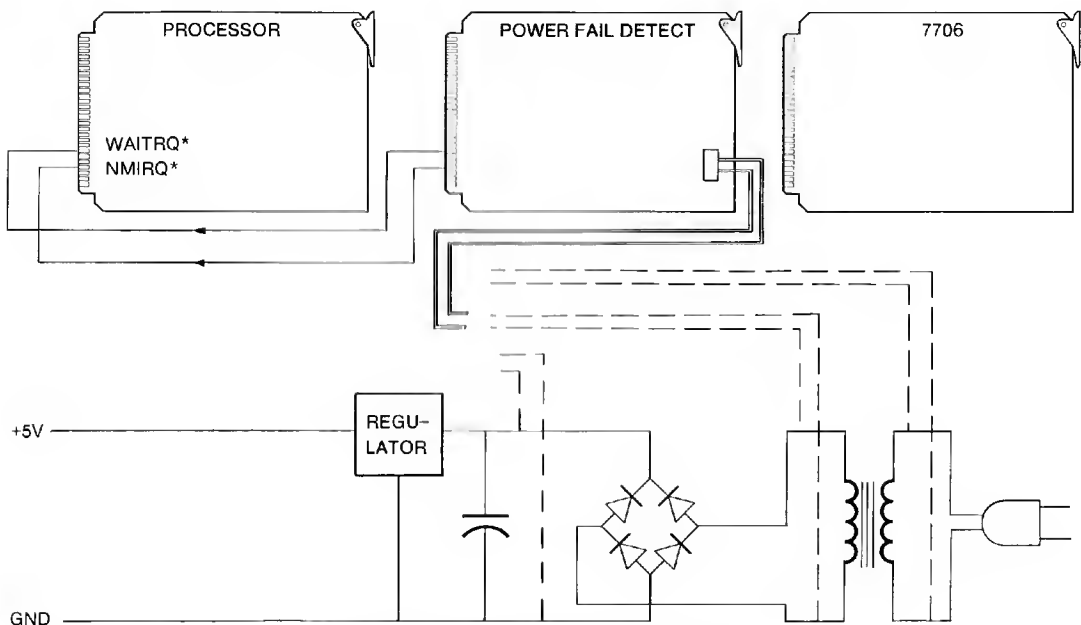 PROCESSOR
POWER FAIL DETECT
7706
WAITRQ*
NMIRQ*
+5V
REGU-
LATOR
GND